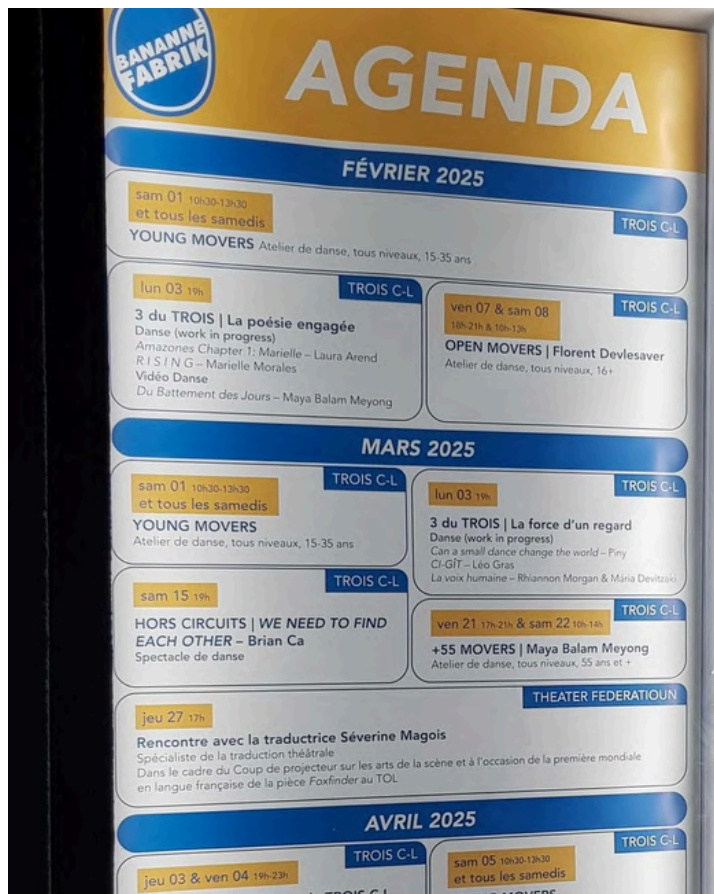 BANANNE
FABRIK
AGENDA
FÉVRIER 2025
sam 01 10h30-13h30
et tous les samedis
TROIS C-L
YOUNG MOVERS Atelier de danse, tous niveaux, 15-35 ans
lun 03 19h
TROIS C-L
3 du TROIS | La poésie engagée
Danse (work in progress)
Amazones Chapter 1: Marielle – Laura Arend
R I S I N G – Marielle Morales
Vidéo Danse
Du Battement des Jours – Maya Balam Meyong
ven 07 & sam 08
TROIS C-L
18h-21h & 10h-13h
OPEN MOVERS | Florent Devlesaver
Atelier de danse, tous niveaux, 16+
MARS 2025
sam 01 10h30-13h30
et tous les samedis
TROIS C-L
YOUNG MOVERS
Atelier de danse, tous niveaux, 15-35 ans
lun 03 19h
TROIS C-L
3 du TROIS | La force d'un regard
Danse (work in progress)
Can a small dance change the world – Piny
CI-GÎT – Léo Gras
La voix humaine – Rhiannon Morgan & Mária Devitzaki
sam 15 19h
TROIS C-L
HORS CIRCUITS | WE NEED TO FIND
EACH OTHER – Brian Ca
Spectacle de danse
ven 21 17h-21h & sam 22 10h-14h
TROIS C-L
+55 MOVERS | Maya Balam Meyong
Atelier de danse, tous niveaux, 55 ans et +
jeu 27 17h
THEATER FEDERATIOUN
Rencontre avec la traductrice Séverine Magois
Spécialiste de la traduction théâtrale
Dans le cadre du Coup de projecteur sur les arts de la scène et à l'occasion de la première mondiale
en langue française de la pièce Foxfinder au TOL
AVRIL 2025
jeu 03 & ven 04 19h-23h
TROIS C-L
sam 05 10h30-13h30
et tous les samedis
TROIS C-L